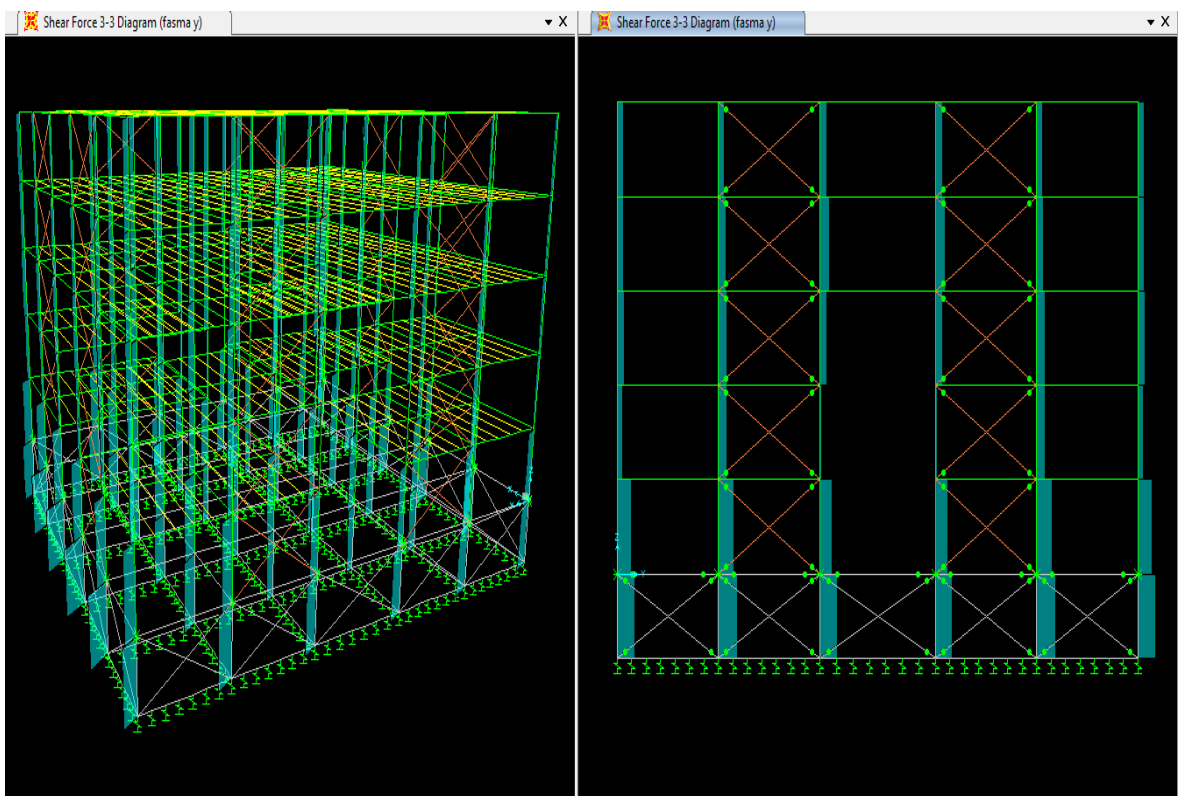 Shear Force 3-3 Diagram (fasma y)
Shear Force 3-3 Diagram (fasma y)
Z
Y